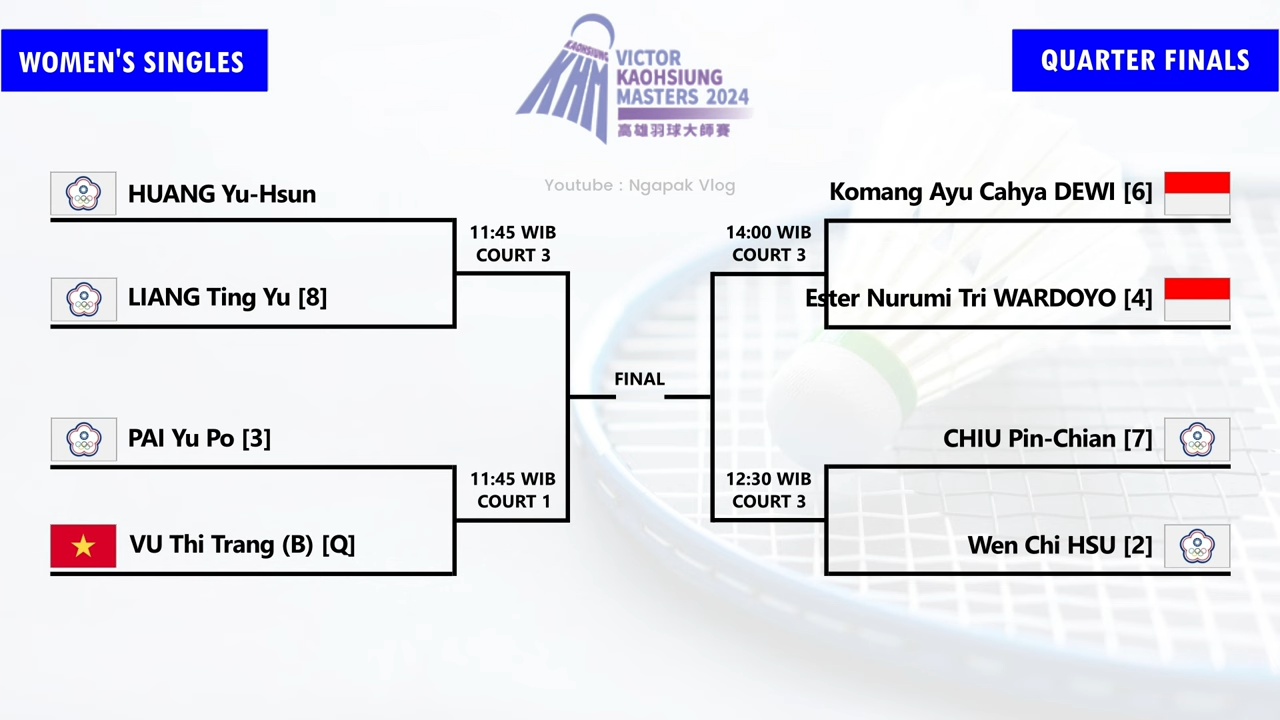 WOMEN'S SINGLES
QUARTER FINALS
KAOHSIUNG
KHM
VICTOR
KAOHSIUNG
MASTERS 2024
高雄羽球大師賽
Youtube : Ngapak Vlog
HUANG Yu-Hsun
11:45 WIB
COURT 3
LIANG Ting Yu [8]
PAI Yu Po [3]
11:45 WIB
COURT 1
VU Thi Trang (B) [Q]
FINAL
Komang Ayu Cahya DEWI [6]
14:00 WIB
COURT 3
Ester Nurumi Tri WARDOYO [4]
CHIU Pin-Chian [7]
12:30 WIB
COURT 3
Wen Chi HSU [2]